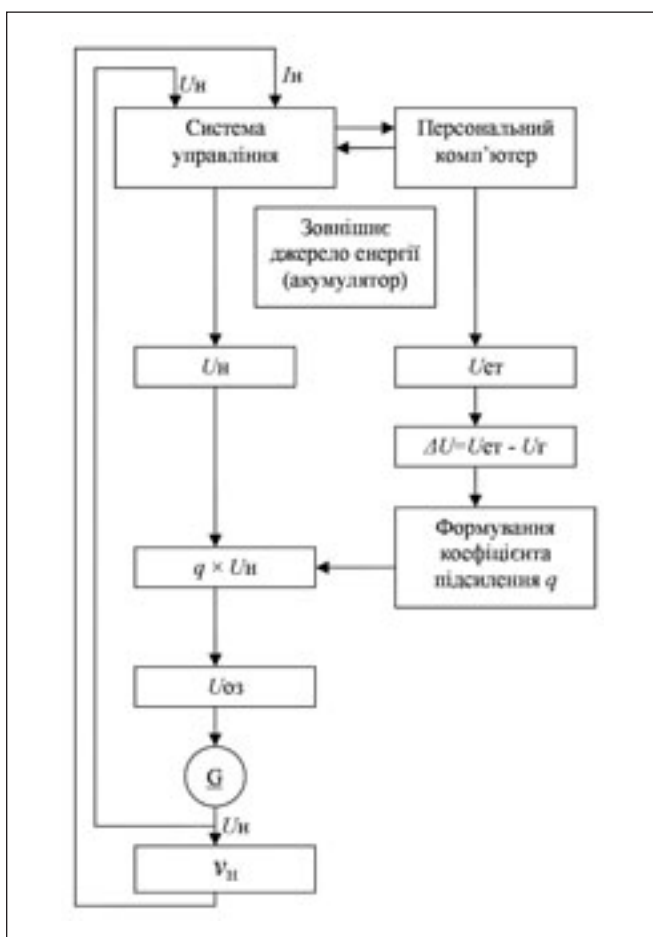 Uн
Iн
Система
управління
Персональний
комп’ютер
Зовнішнє
джерело енергії
(акумулятор)
Uн
Uет
ΔU=Uет - Uг
Формування
коефіцієнта
підсилення q
q × Uн
Uоз
G
Uн
vн